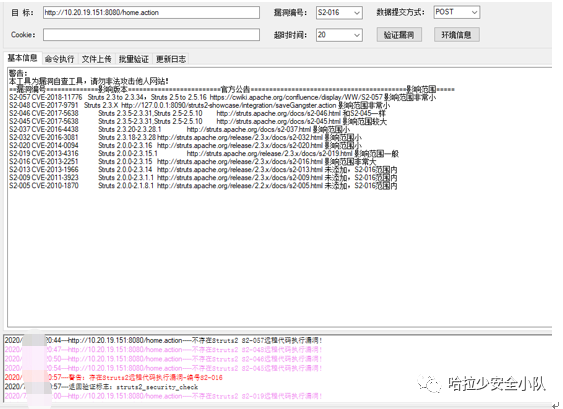 目 标: http://10.20.19.151:8080/home.action 漏洞编号: S2-016 数据提交方式: POST
Cookie: 超时时间: 20 验证漏洞 环境信息
基本信息 命令执行 文件上传 批量验证 更新日志
警告:
本工具为漏洞自查工具，请勿非法攻击他人网站!
==漏洞编号==============影响版本=========================官方公告==========================================影响范围=====
S2-057 CVE-2018-11776 Struts 2.3 to 2.3.34，Struts 2.5 to 2.5.16 https://cwiki.apache.org/confluence/display/WW/S2-057 影响范围非常小
S2-048 CVE-2017-9791 Struts 2.3.X http://127.0.0.1:8090/struts2-showcase/integration/saveGangster.action 影响范围非常小
S2-046 CVE-2017-5638 Struts 2.3.5-2.3.31,Struts 2.5-2.5.10 http://struts.apache.org/docs/s2-046.html 和S2-045一样
S2-045 CVE-2017-5638 Struts 2.3.5-2.3.31,Struts 2.5-2.5.10 http://struts.apache.org/docs/s2-045.html 影响范围较大
S2-037 CVE-2016-4438 Struts 2.3.20-2.3.28.1 http://struts.apache.org/docs/s2-037.html 影响范围小
S2-032 CVE-2016-3081 Struts 2.3.18-2.3.28 http://struts.apache.org/docs/s2-032.html 影响范围小
S2-020 CVE-2014-0094 Struts 2.0.0-2.3.16 http://struts.apache.org/docs/s2-020.html 影响范围小
S2-019 CVE-2013-4316 Struts 2.0.0-2.3.15.1 http://struts.apache.org/release/2.3.x/docs/s2-019.html 影响范围一般
S2-016 CVE-2013-2251 Struts 2.0.0-2.3.15 http://struts.apache.org/release/2.3.x/docs/s2-016.html 影响范围非常大
S2-013 CVE-2013-1966 Struts 2.0.0-2.3.14 http://struts.apache.org/release/2.3.x/docs/s2-013.html 未添加，S2-016范围内
S2-009 CVE-2011-3923 Struts 2.0.0-2.3.1.1 http://struts.apache.org/release/2.3.x/docs/s2-009.html 未添加，S2-016范围内
S2-005 CVE-2010-1870 Struts 2.0.0-2.1.8.1 http://struts.apache.org/release/2.2.x/docs/s2-005.html 未添加，S2-016范围内
2020/ 20:44---http://10.20.19.151:8080/home.action----不存在Struts2 S2-057远程代码执行漏洞!
2020/ 20:47---http://10.20.19.151:8080/home.action----不存在Struts2 S2-048远程代码执行漏洞!
2020/ 20:50---http://10.20.19.151:8080/home.action----不存在Struts2
2020/ 20:54---http://10.20.19.151:8080/home.action----不存在Struts2
2020/ 20:57---警告: 存在Struts2远程代码执行漏洞-编号S2-016
2020/ 20:57---返回验证标志: struts2_security_check
2020/ :00---http://10.20.19.151:8080/home.action----不存在Struts2 S2-019远程代码执行漏洞!
哈拉少安全小队